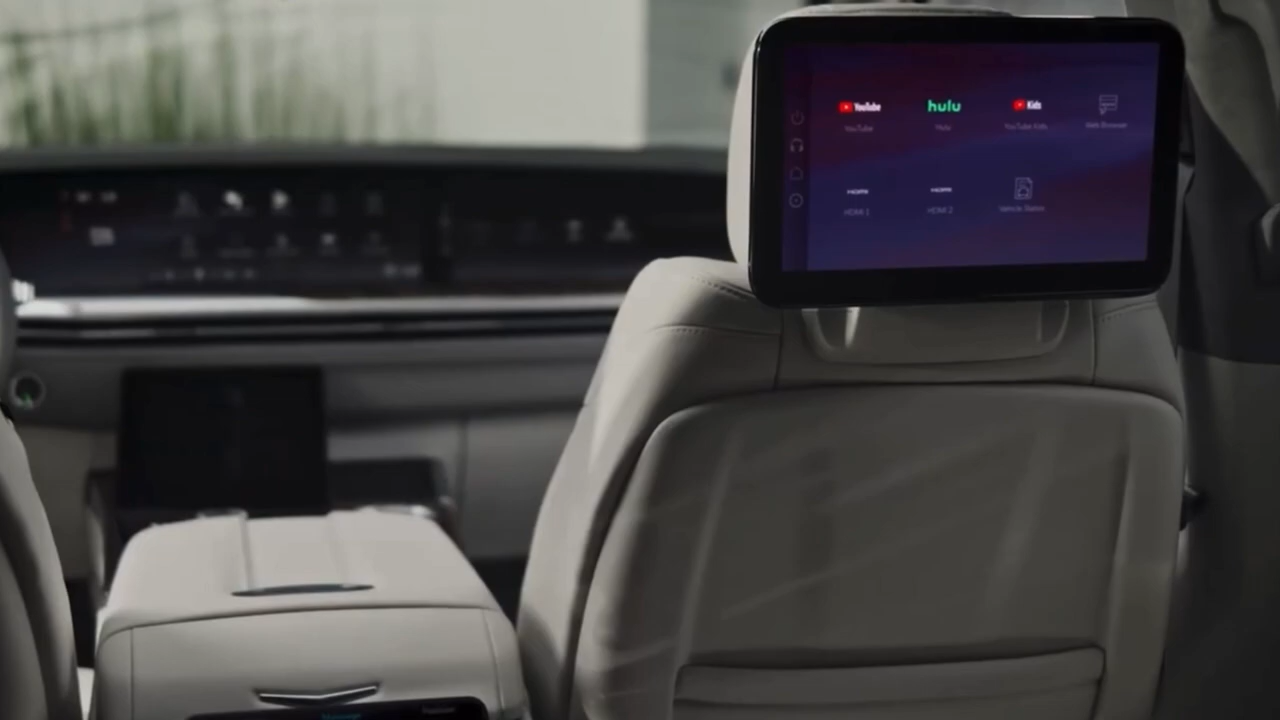 YouTube hulu Kids
YouTube Hulu YouTube Kids Web Browser
HDMI HDMI
HDMI 1 HDMI 2 Vehicle Status